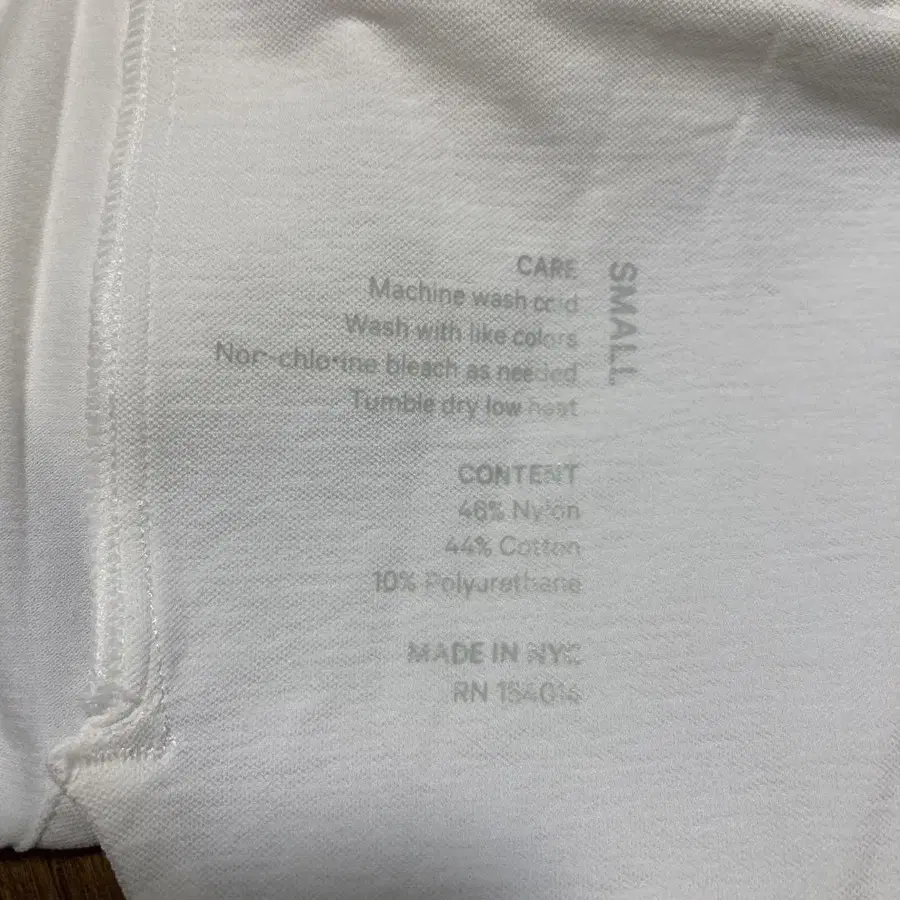 CARE
Machine wash cold
Wash with like colors
Non-chlorine bleach as needed
Tumble dry low heat
SMALL
CONTENT
46% Nylon
44% Cotton
10% Polyurethane
MADE IN NYC
RN 154014